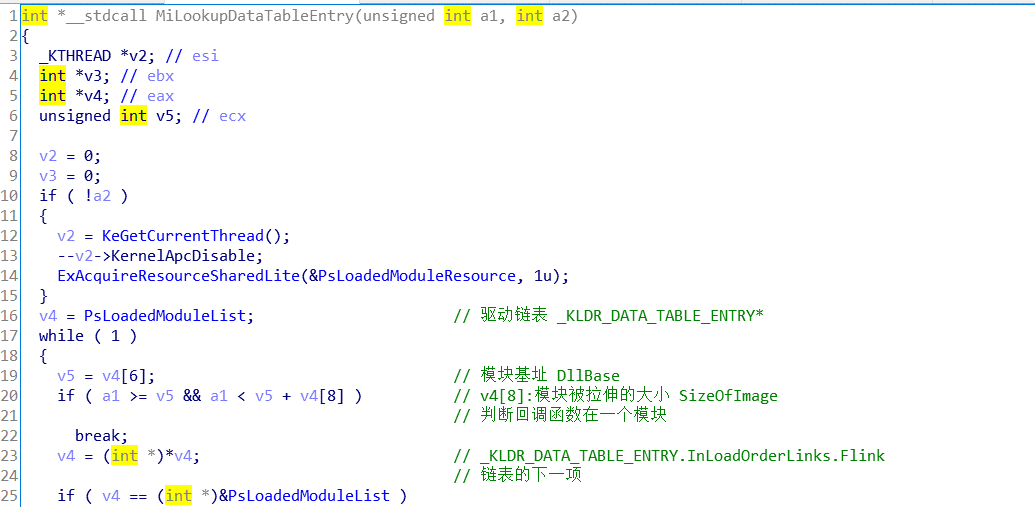 1 int *__stdcall MiLookupDataTableEntry(unsigned int a1, int a2)
2 {
3 _KTHREAD *v2; // esi
4 int *v3; // ebx
5 int *v4; // eax
6 unsigned int v5; // ecx
7
8 v2 = 0;
9 v3 = 0;
10 if ( !a2 )
11 {
12 v2 = KeGetCurrentThread();
13 --v2->KernelApcDisable;
14 ExAcquireResourceSharedLite(&PsLoadedModuleResource, 1u);
15 }
16 v4 = PsLoadedModuleList; // 驱动链表 _KLDR_DATA_TABLE_ENTRY*
17 while ( 1 )
18 {
19 v5 = v4[6]; // 模块基址 DllBase
20 if ( a1 >= v5 && a1 < v5 + v4[8] ) // v4[8]:模块被拉伸的大小 SizeOfImage
21 // 判断回调函数在一个模块
22 break;
23 v4 = (int *)*v4; // _KLDR_DATA_TABLE_ENTRY.InLoadOrderLinks.Flink
24 // 链表的下一项
25 if ( v4 == (int *)&PsLoadedModuleList )